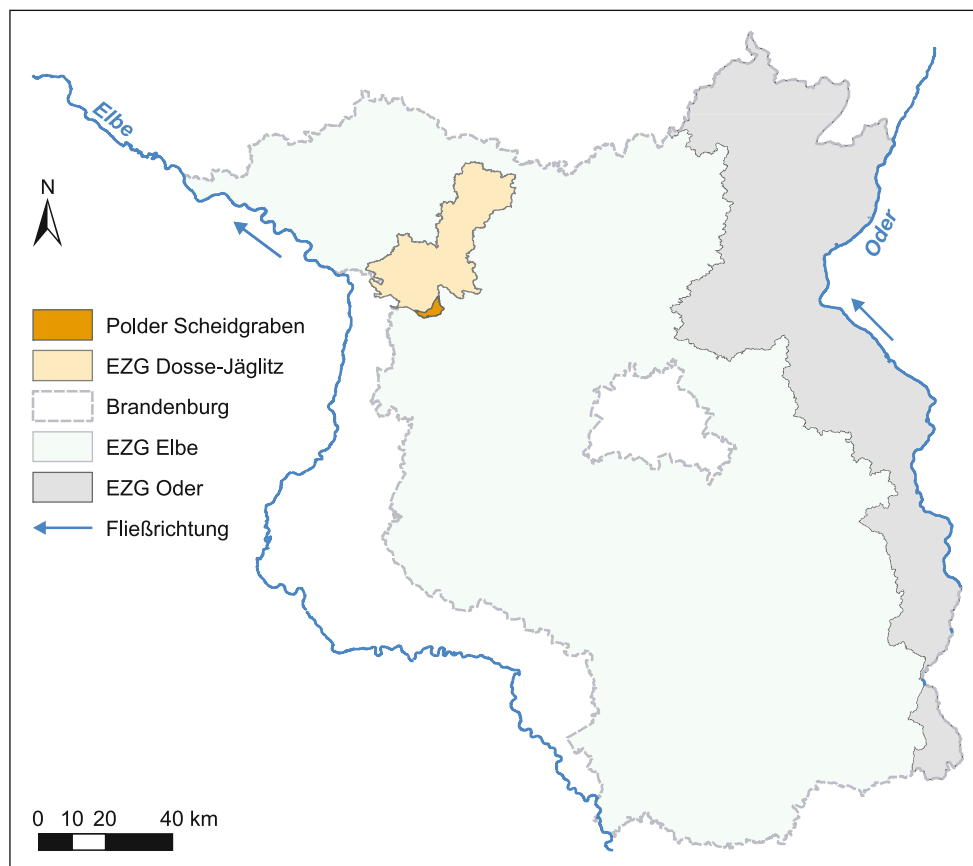 Elbe
Oder
N
Polder Scheidgraben
EZG Dosse-Jäglitz
Brandenburg
EZG Elbe
EZG Oder
Fließrichtung
0 10 20 40 km